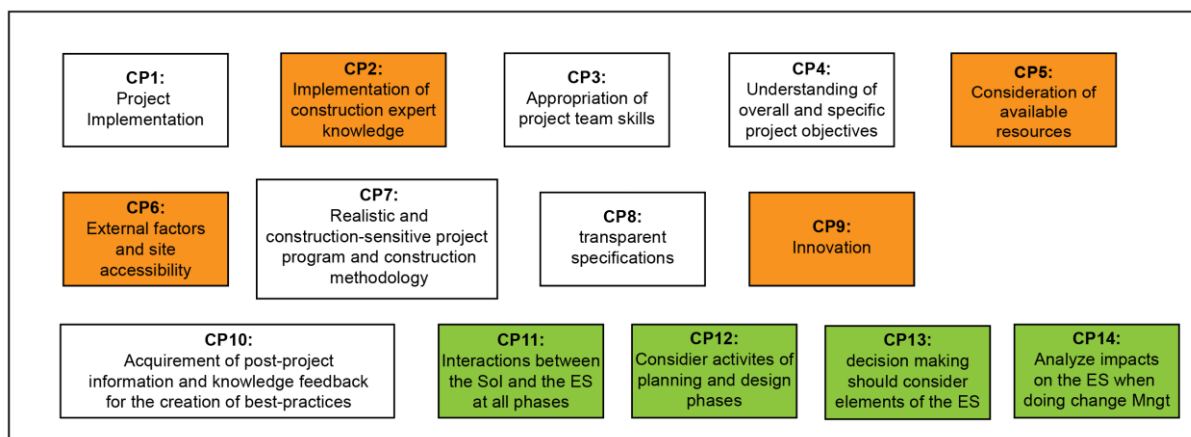 CP1:
Project
Implementation
CP2:
Implementation of
construction expert
knowledge
CP3:
Appropriation of
project team skills
CP4:
Understanding of
overall and specific
project objectives
CP5:
Consideration of
available
resources
CP6:
External factors
and site
accessibility
CP7:
Realistic and
construction-sensitive project
program and construction
methodology
CP8:
transparent
specifications
CP9:
Innovation
CP10:
Acquirement of post-project
information and knowledge feedback
for the creation of best-practices
CP11:
Interactions between
the SoI and the ES
at all phases
CP12:
Considier activites of
planning and design
phases
CP13:
decision making
should consider
elements of the ES
CP14:
Analyze impacts
on the ES when
doing change Mngt